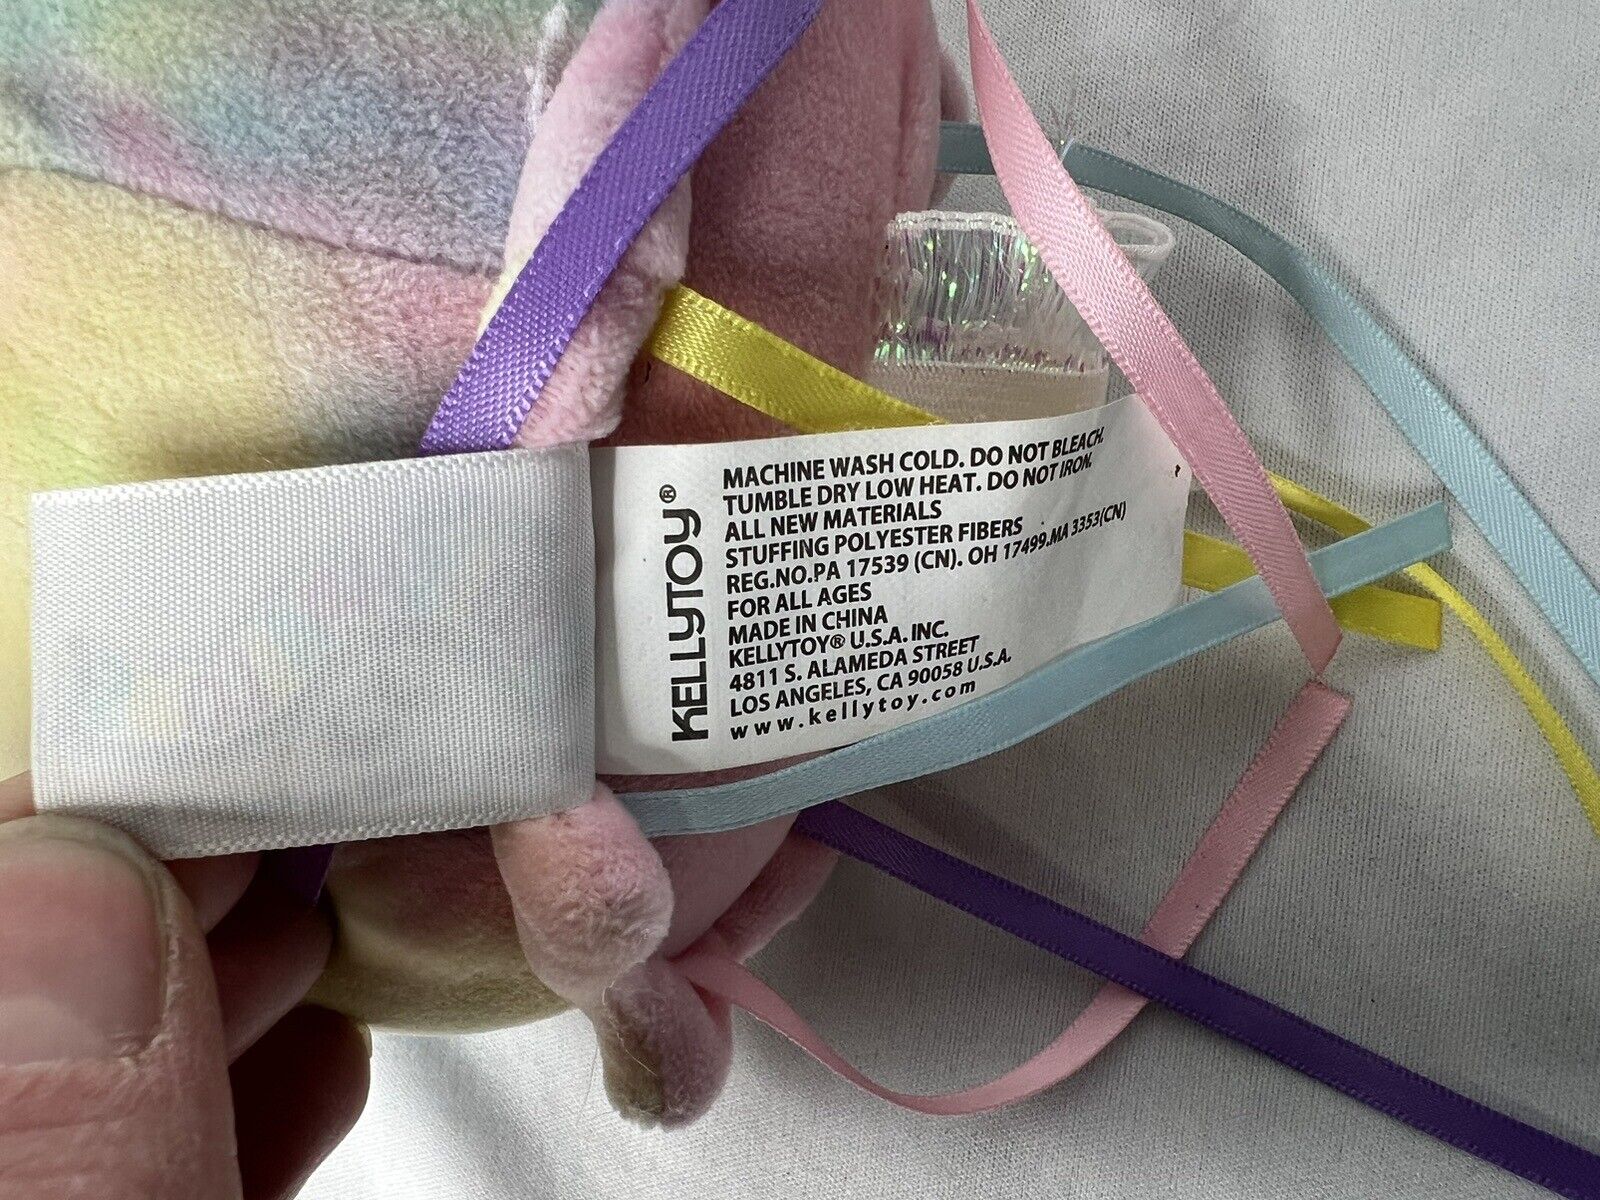 KELLYTOY®
MACHINE WASH COLD. DO NOT BLEACH.
TUMBLE DRY LOW HEAT. DO NOT IRON.
ALL NEW MATERIALS
STUFFING POLYESTER FIBERS
REG.NO.PA 17539 (CN). OH 17499.MA 3353(CN)
FOR ALL AGES
MADE IN CHINA
KELLYTOY® U.S.A. INC.
4811 S. ALAMEDA STREET
LOS ANGELES, CA 90058 U.S.A.
www.kellytoy.com